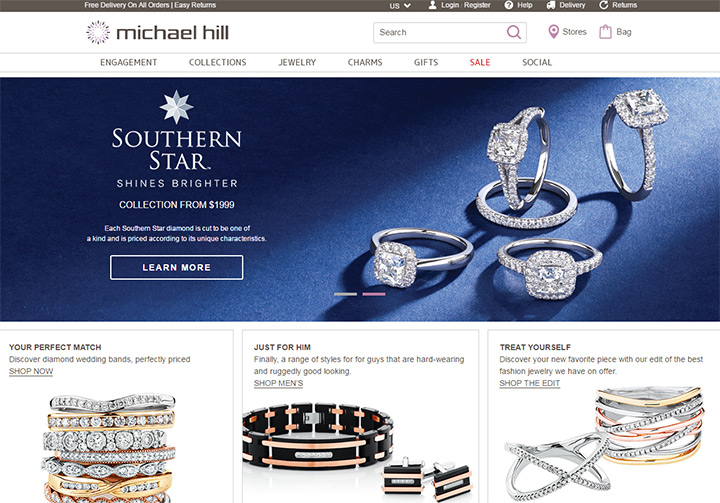 Free Delivery On All Orders | Easy Returns
US
Login | Register
Help
Delivery
Returns
michael hill
Search
Stores
Bag
ENGAGEMENT
COLLECTIONS
JEWELRY
CHARMS
GIFTS
SALE
SOCIAL
SOUTHERN
STAR™
SHINES BRIGHTER
COLLECTION FROM $1999
Each Southern Star diamond is cut to be one of
a kind and is priced according to its unique characteristics.
LEARN MORE
YOUR PERFECT MATCH
Discover diamond wedding bands, perfectly priced
SHOP NOW
JUST FOR HIM
Finally, a range of styles for for guys that are hard-wearing
and ruggedly good looking.
SHOP MEN'S
TREAT YOURSELF
Discover your new favorite piece with our edit of the best
fashion jewelry we have on offer.
SHOP THE EDIT